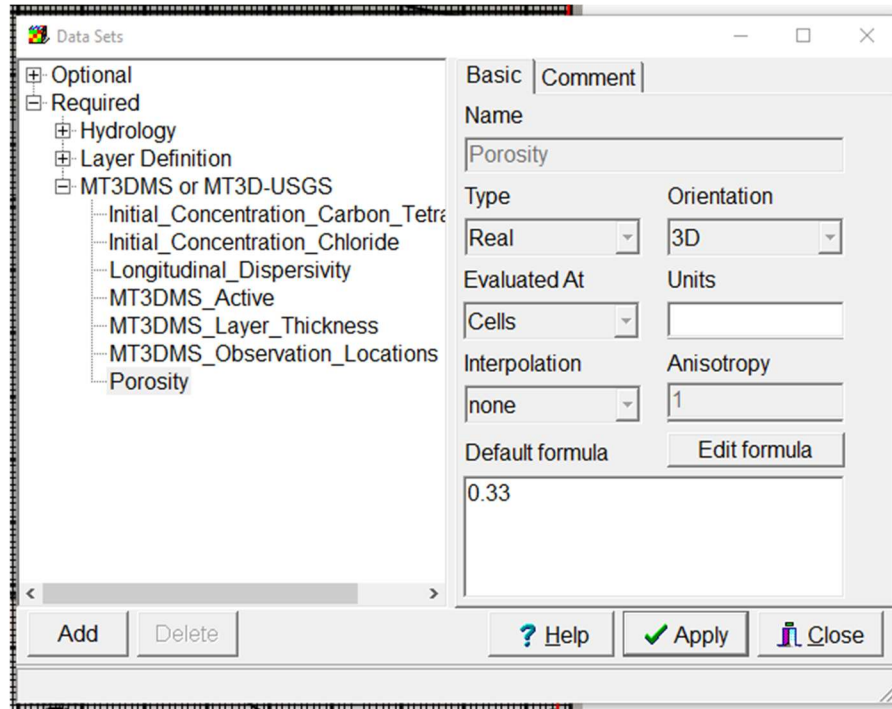 Data Sets
Optional
Required
Hydrology
Layer Definition
MT3DMS or MT3D-USGS
Initial_Concentration_Carbon_Tetra
Initial_Concentration_Chloride
Longitudinal_Dispersivity
MT3DMS_Active
MT3DMS_Layer_Thickness
MT3DMS_Observation_Locations
Porosity
Basic Comment
Name
Porosity
Type Orientation
Real 3D
Evaluated At Units
Cells
Interpolation Anisotropy
none 1
Default formula Edit formula
0.33
Add Delete ? Help Apply Close